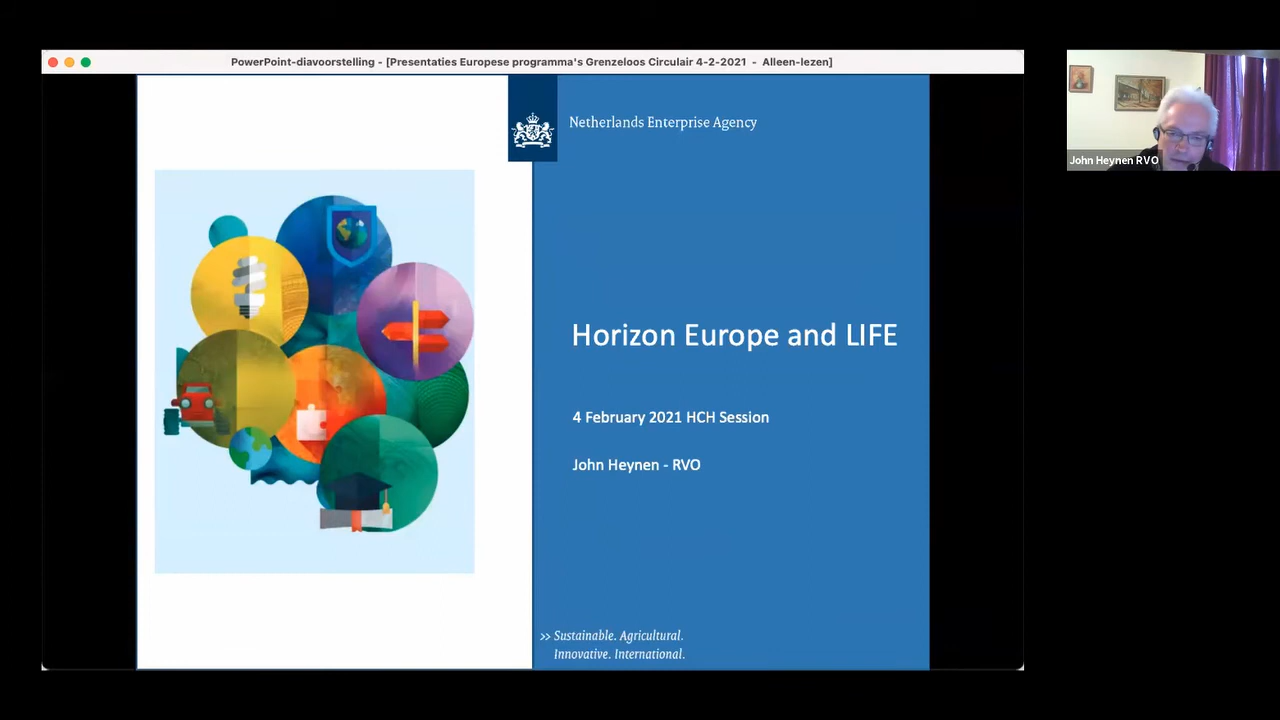 PowerPoint-diavoorstelling - [Presentaties Europese programma's Grenzeloos Circulair 4-2-2021 - Alleen-lezen]
Netherlands Enterprise Agency
John Heynen RVO
Horizon Europe and LIFE
4 February 2021 HCH Session
John Heynen - RVO
>> Sustainable. Agricultural.
Innovative. International.